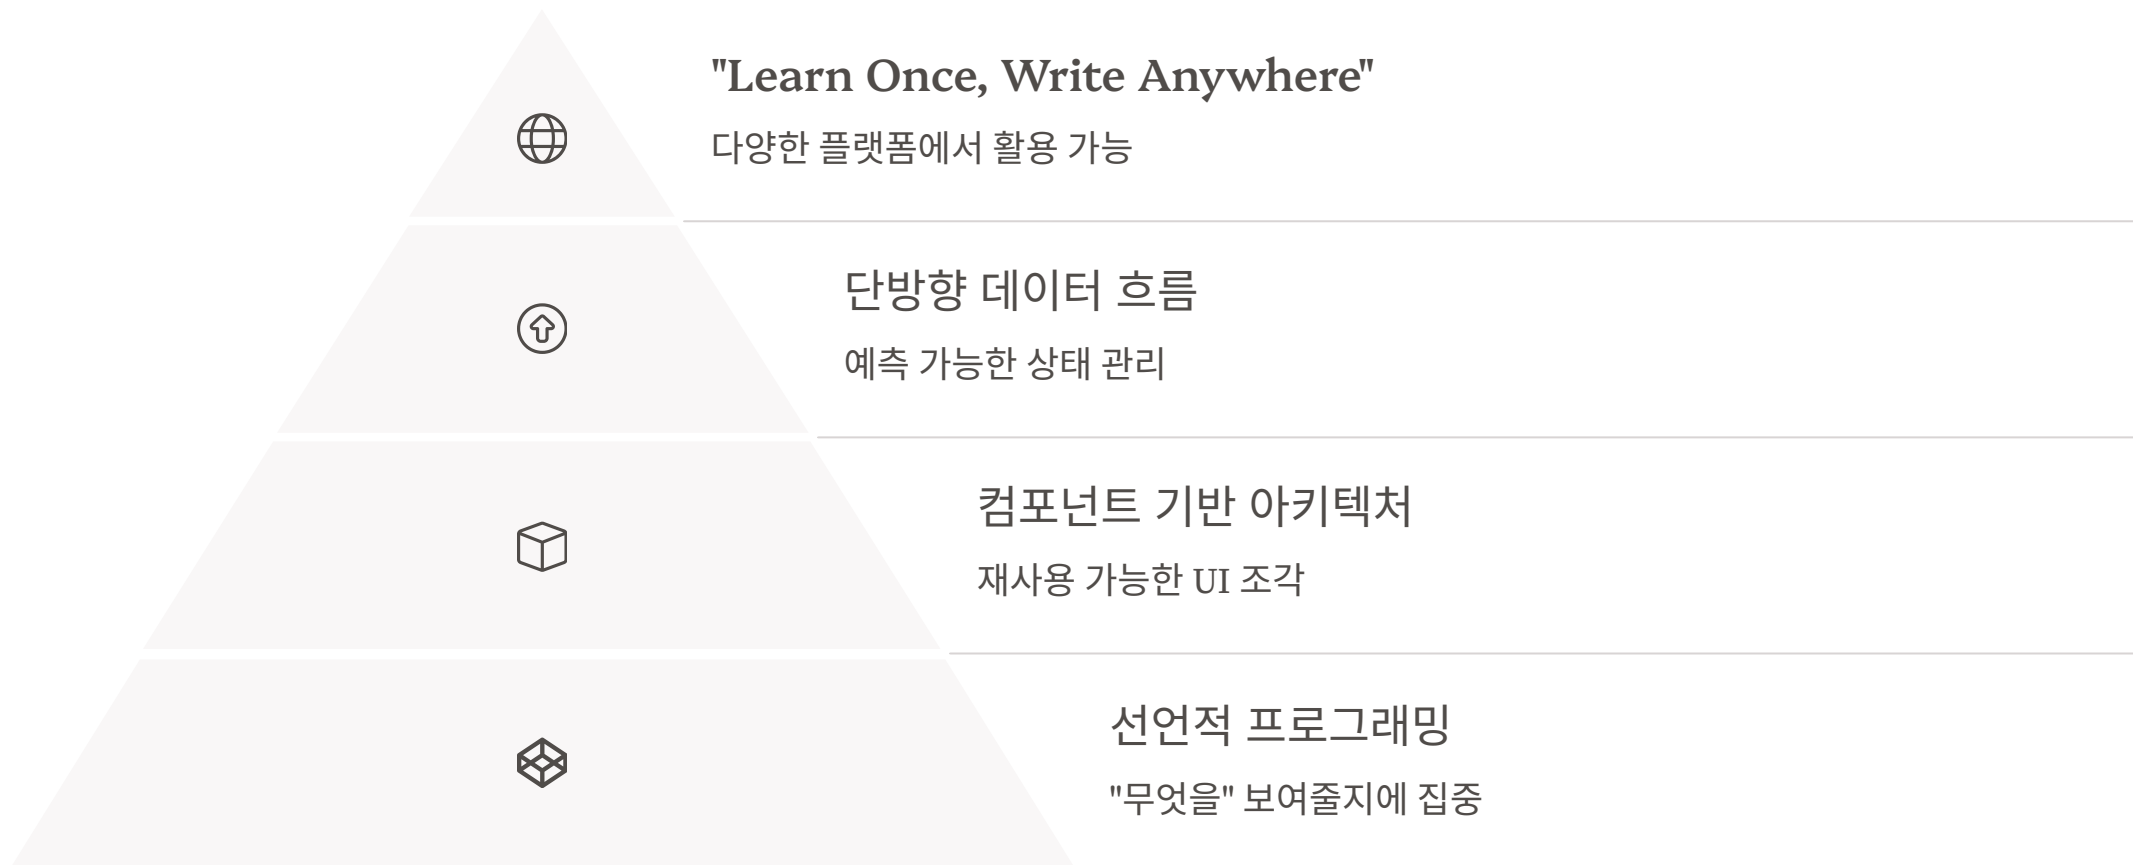 "Learn Once, Write Anywhere"
다양한 플랫폼에서 활용 가능
단방향 데이터 흐름
예측 가능한 상태 관리
컴포넌트 기반 아키텍처
재사용 가능한 UI 조각
선언적 프로그래밍
"무엇을" 보여줄지에 집중